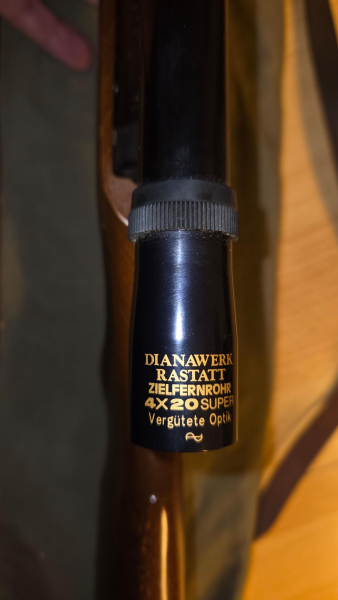 DIANAWERK
RASTATT
ZIELFERNROHR
4X20 SUPER
Vergütete Optik